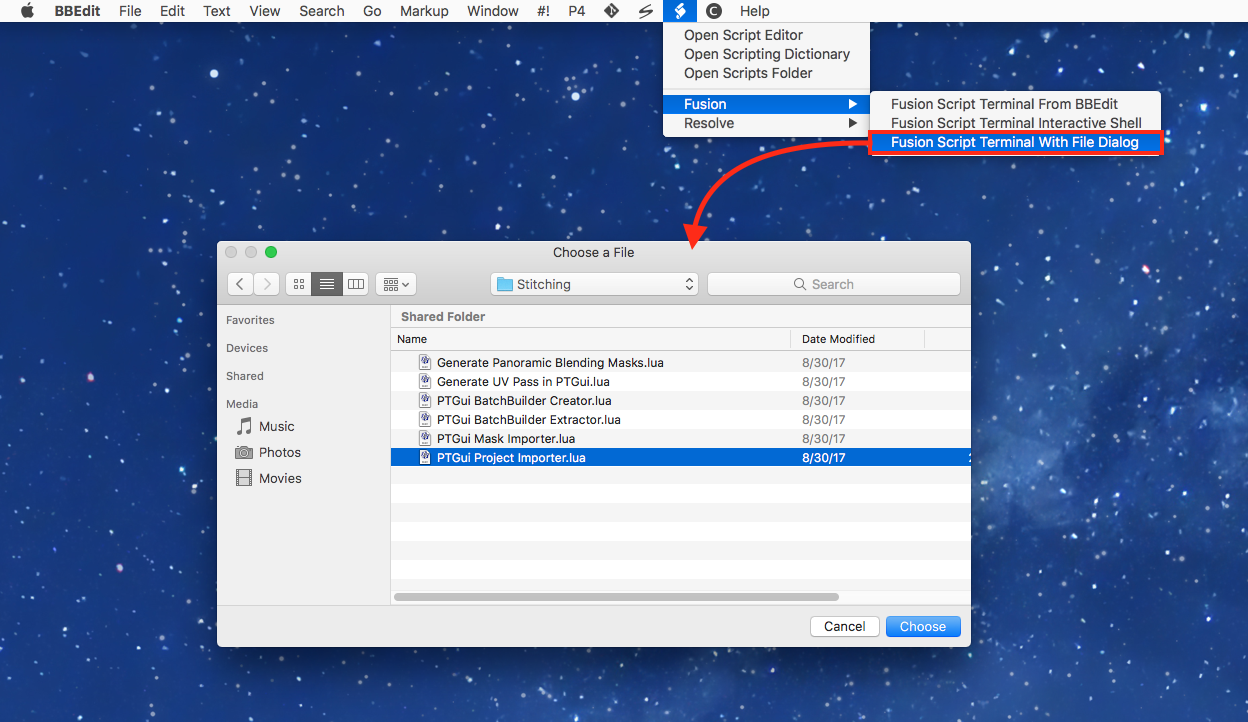 BBEdit File Edit Text View Search Go Markup Window #! P4 C Help
Open Script Editor
Open Scripting Dictionary
Open Scripts Folder
Fusion
Resolve
Fusion Script Terminal From BBEdit
Fusion Script Terminal Interactive Shell
Fusion Script Terminal With File Dialog
Choose a File
Stitching
Search
Favorites
Devices
Shared
Media
Music
Photos
Movies
Shared Folder
Name Date Modified
Generate Panoramic Blending Masks.lua 8/30/17
Generate UV Pass in PTGui.lua 8/30/17
PTGui BatchBuilder Creator.lua 8/30/17
PTGui BatchBuilder Extractor.lua 8/30/17
PTGui Mask Importer.lua 8/30/17
PTGui Project Importer.lua 8/30/17
Cancel Choose